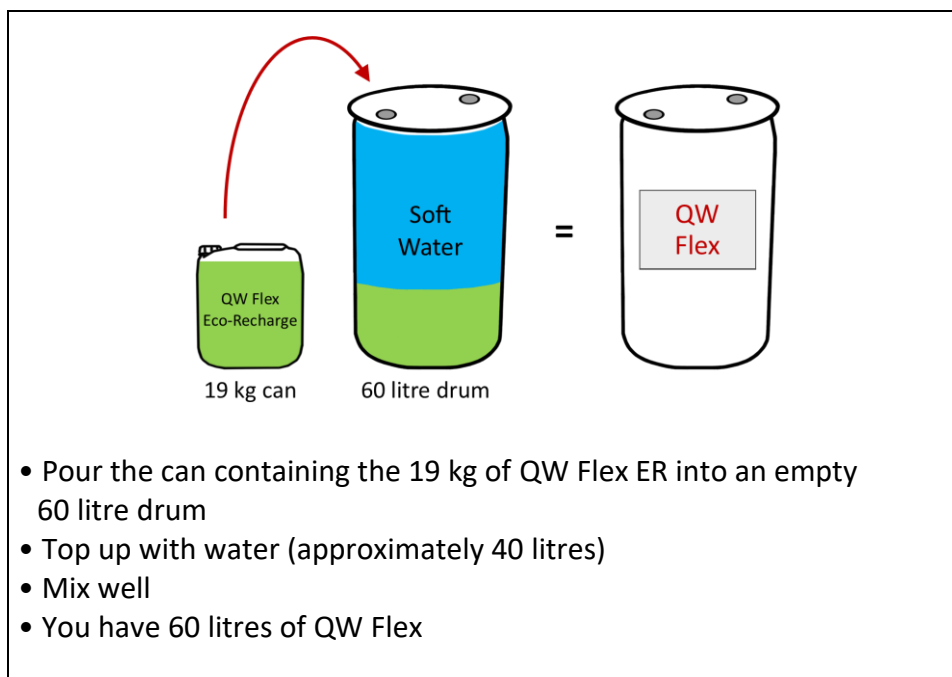 Soft
Water
=
QW
Flex
QW Flex
Eco-Recharge
19 kg can
60 litre drum
• Pour the can containing the 19 kg of QW Flex ER into an empty
60 litre drum
• Top up with water (approximately 40 litres)
• Mix well
• You have 60 litres of QW Flex